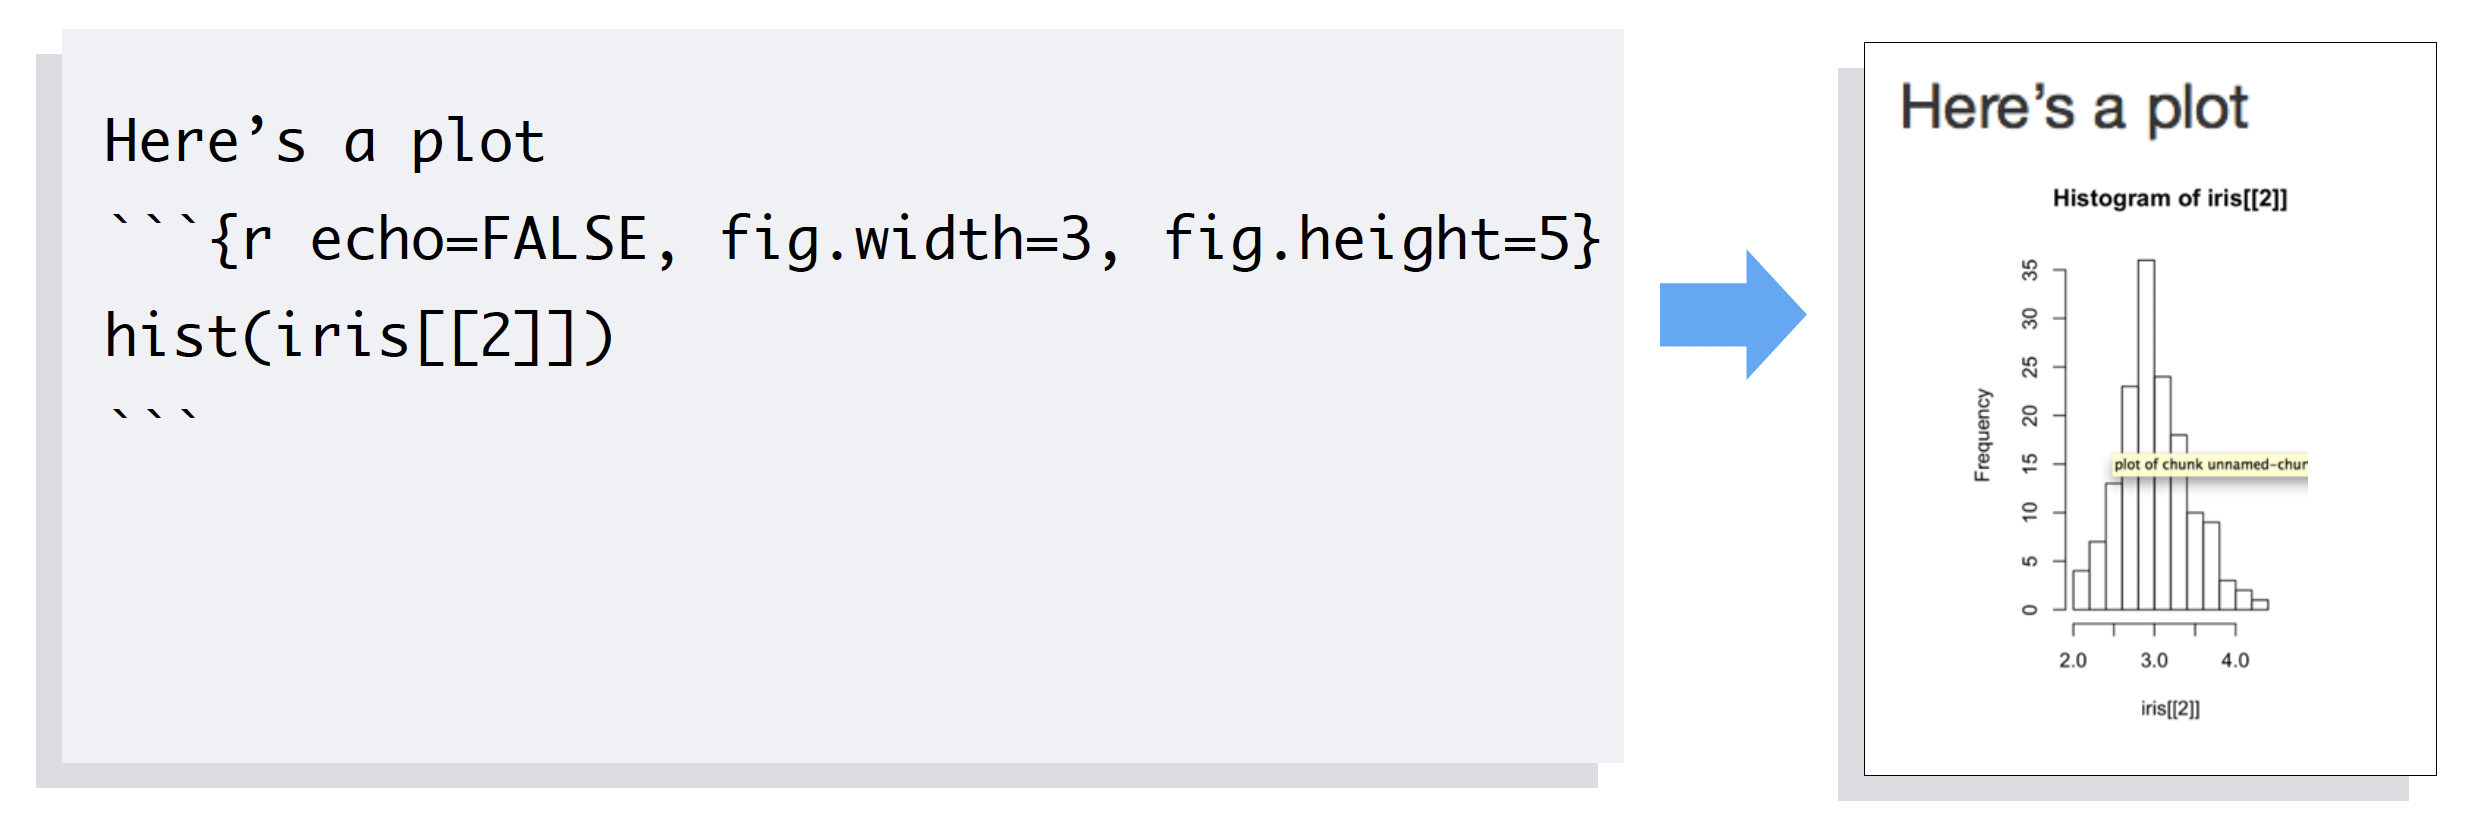 Here’s a plot
```{r echo=FALSE, fig.width=3, fig.height=5}
hist(iris[[2]])
```
Here’s a plot
Histogram of iris[[2]]
Frequency
35
30
25
20
15
10
5
0
plot of chunk unnamed-chun
2.0 3.0 4.0
iris[[2]]